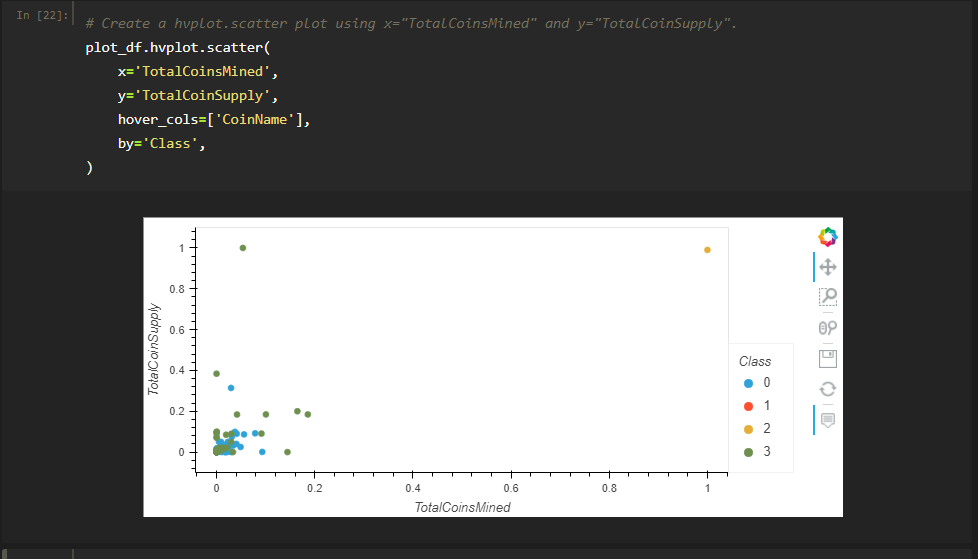 In [22]:
# Create a hvplot.scatter plot using x="TotalCoinsMined" and y="TotalCoinSupply".
plot_df.hvplot.scatter(
x='TotalCoinsMined',
y='TotalCoinSupply',
hover_cols=['CoinName'],
by='Class',
)
TotalCoinSupply
1
0.8
0.6
0.4
0.2
0
0 0.2 0.4 0.6 0.8 1
TotalCoinsMined
Class
0
1
2
3